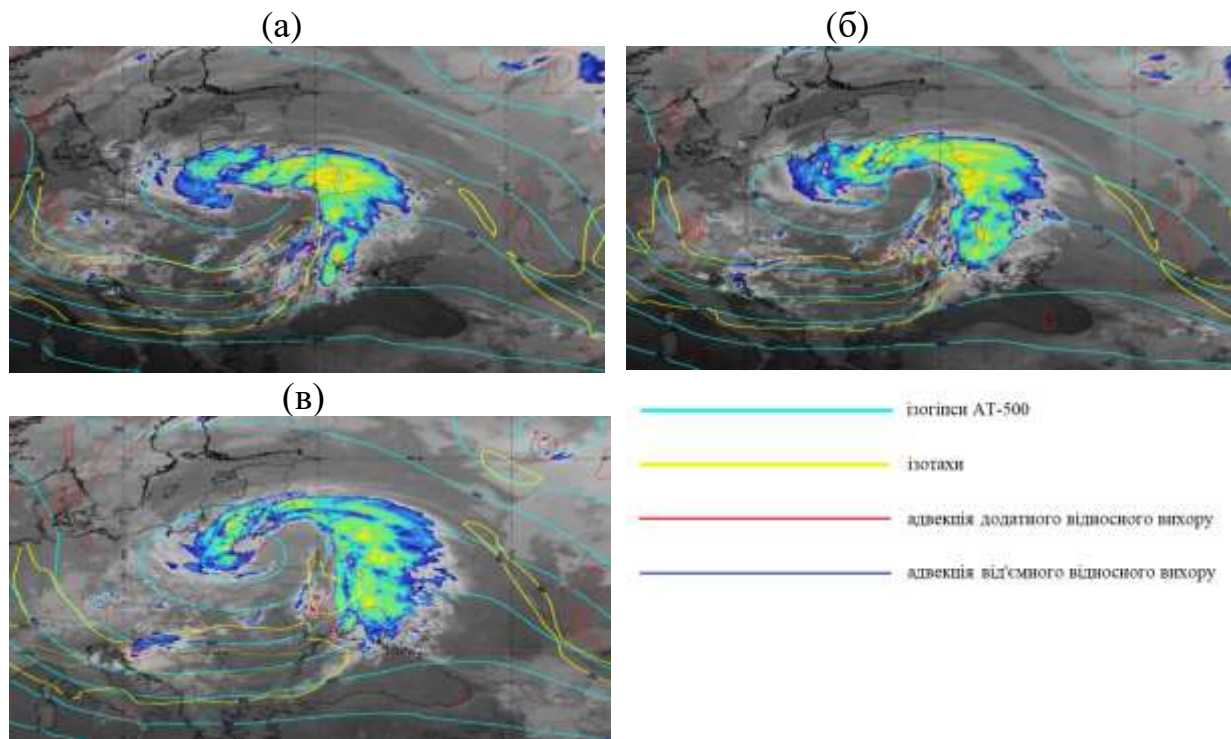 (а)
(б)
(в)
ізогіпси АТ-500
ізотахи
адвекція додатного відносного вихору
адвекція від'ємного відносного вихору